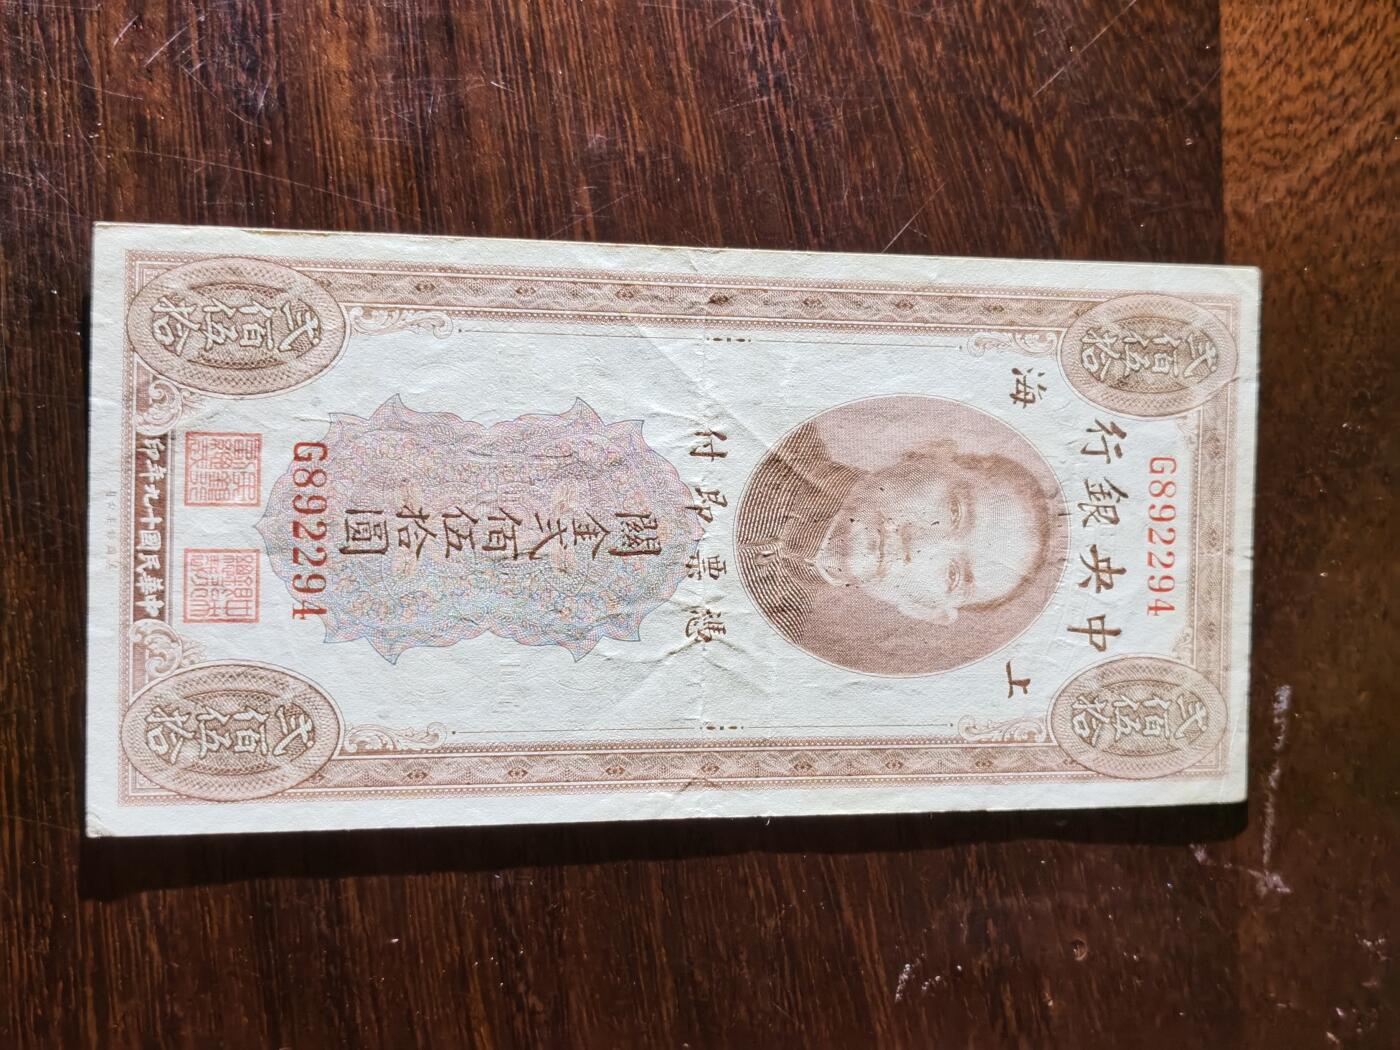 貳佰伍拾
貳佰伍拾
G892294
中央銀行
上海
憑票即付
關金貳佰伍拾圓
G892294
貳佰伍拾
貳佰伍拾
中華民國十九年印